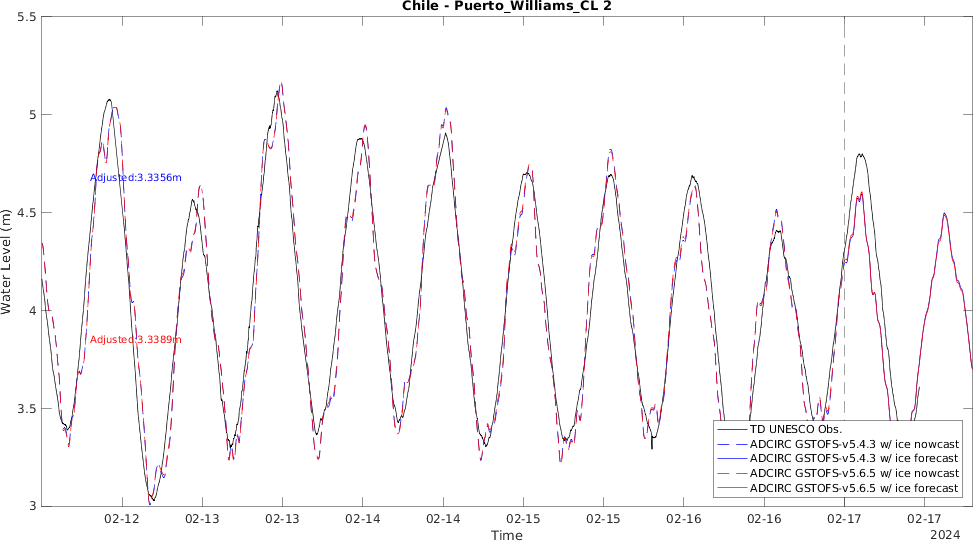 Chile - Puerto_Williams_CL 2
5.5
5
4.5
4
3.5
3
Water Level (m)
Adjusted:3.3356m
Adjusted:3.3389m
TD UNESCO Obs.
ADCIRC GSTOFS-v5.4.3 w/ ice nowcast
ADCIRC GSTOFS-v5.4.3 w/ ice forecast
ADCIRC GSTOFS-v5.6.5 w/ ice nowcast
ADCIRC GSTOFS-v5.6.5 w/ ice forecast
02-12 02-13 02-13 02-14 02-14 02-15 02-15 02-16 02-16 02-17 02-17
Time
2024